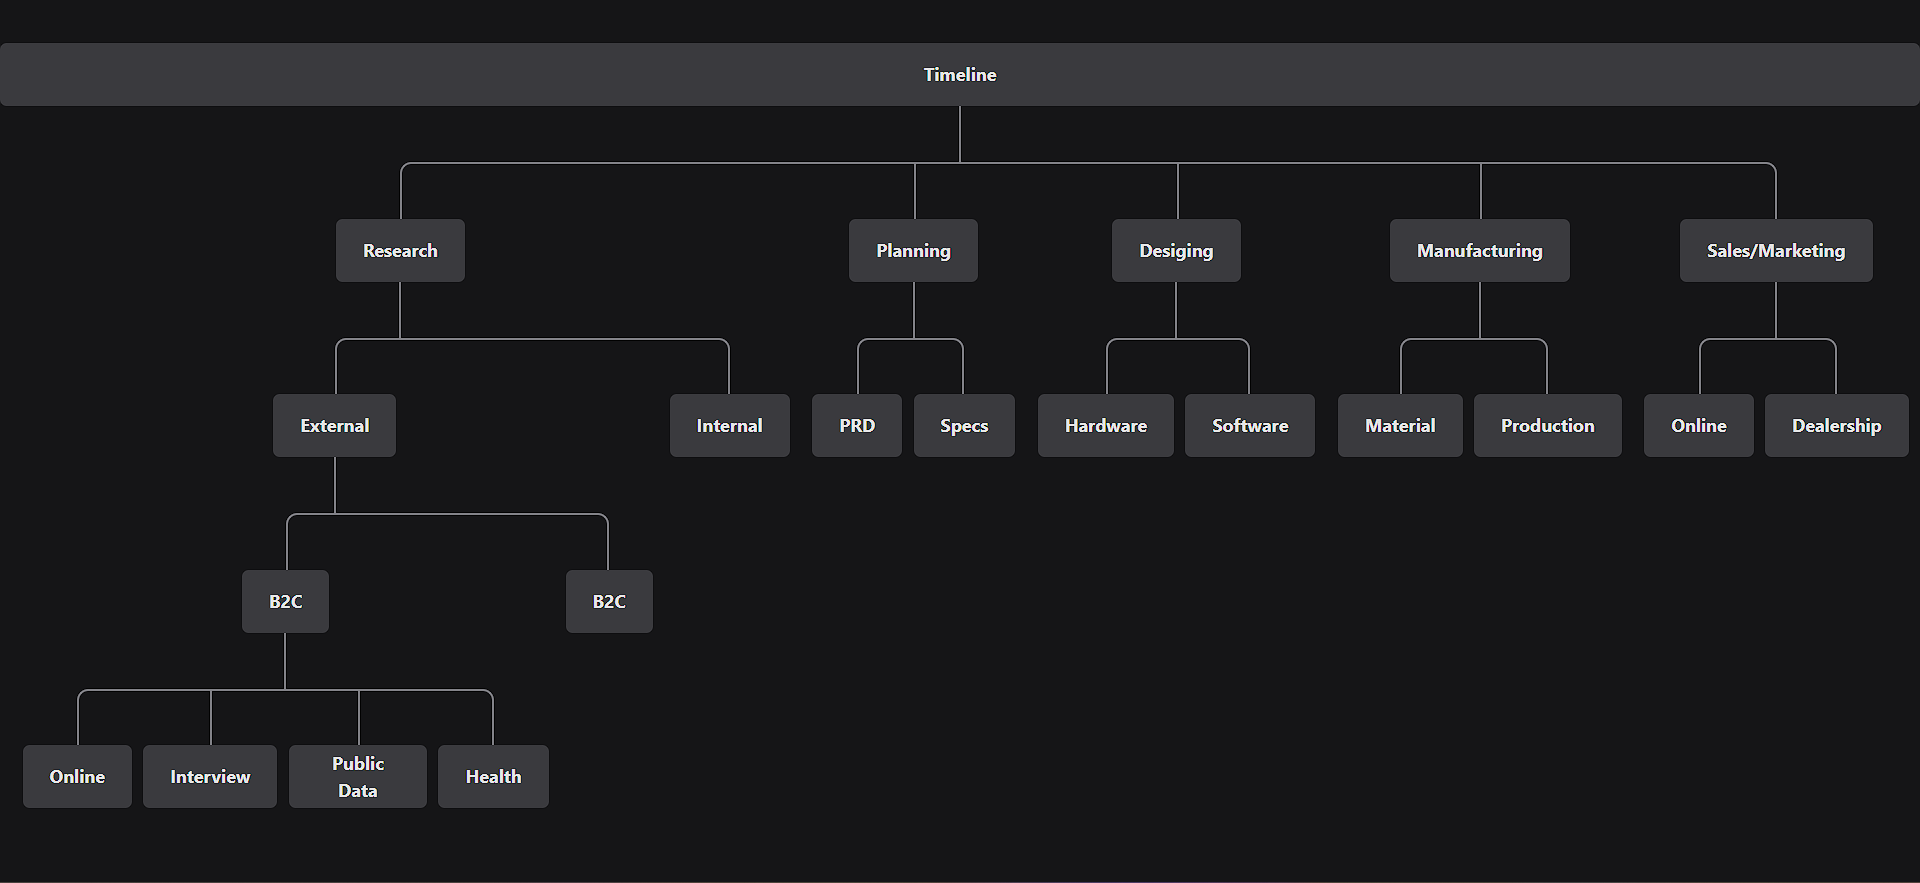 Timeline
Research
Planning
Desiging
Manufacturing
Sales/Marketing
External
Internal
PRD
Specs
Hardware
Software
Material
Production
Online
Dealership
B2C
B2C
Online
Interview
Public
Data
Health